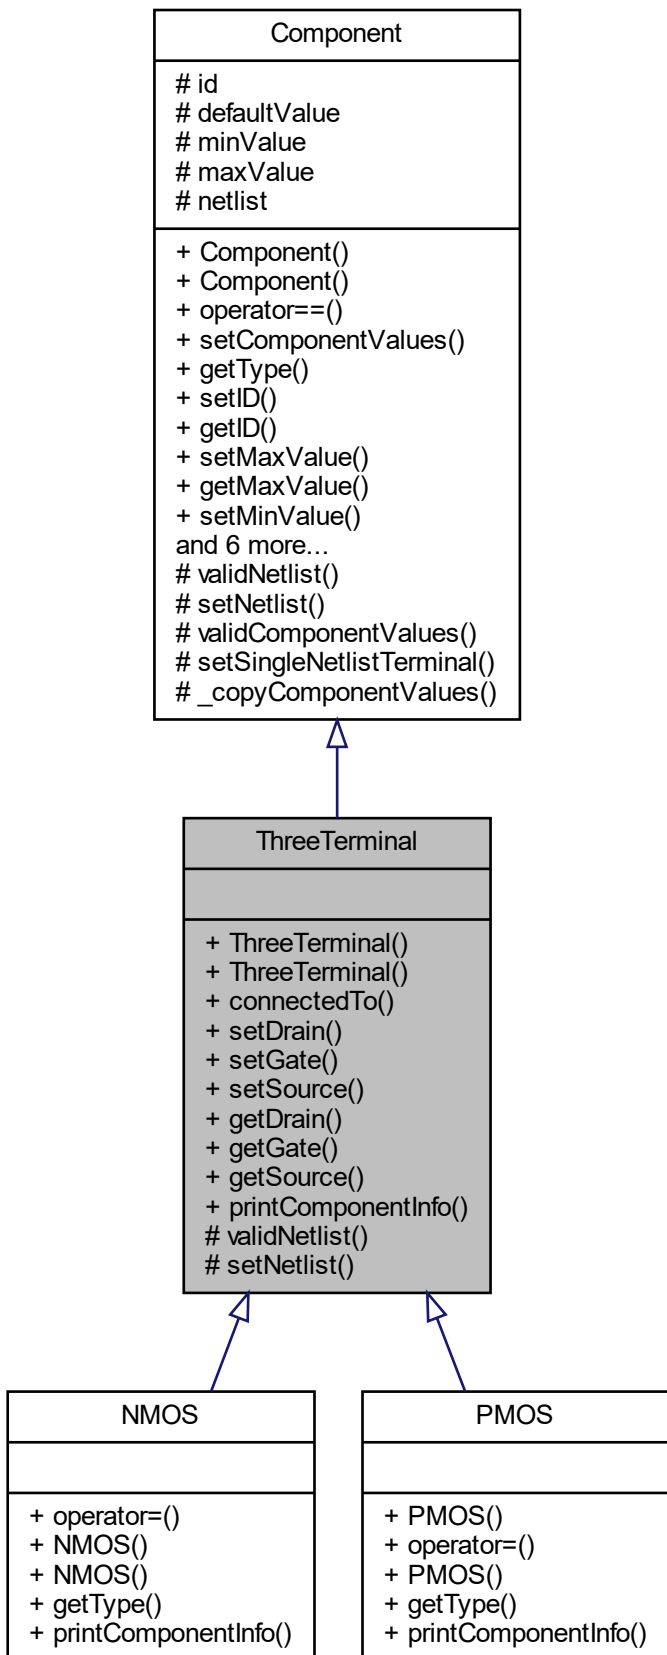 Component
# id
# defaultValue
# minValue
# maxValue
# netlist
+ Component()
+ Component()
+ operator==()
+ setComponentValues()
+ getType()
+ setID()
+ getID()
+ setMaxValue()
+ getMaxValue()
+ setMinValue()
and 6 more...
# validNetlist()
# setNetlist()
# validComponentValues()
# setSingleNetlistTerminal()
# _copyComponentValues()
ThreeTerminal
+ ThreeTerminal()
+ ThreeTerminal()
+ connectedTo()
+ setDrain()
+ setGate()
+ setSource()
+ getDrain()
+ getGate()
+ getSource()
+ printComponentInfo()
# validNetlist()
# setNetlist()
NMOS
+ operator=()
+ NMOS()
+ NMOS()
+ getType()
+ printComponentInfo()
PMOS
+ PMOS()
+ operator=()
+ PMOS()
+ getType()
+ printComponentInfo()